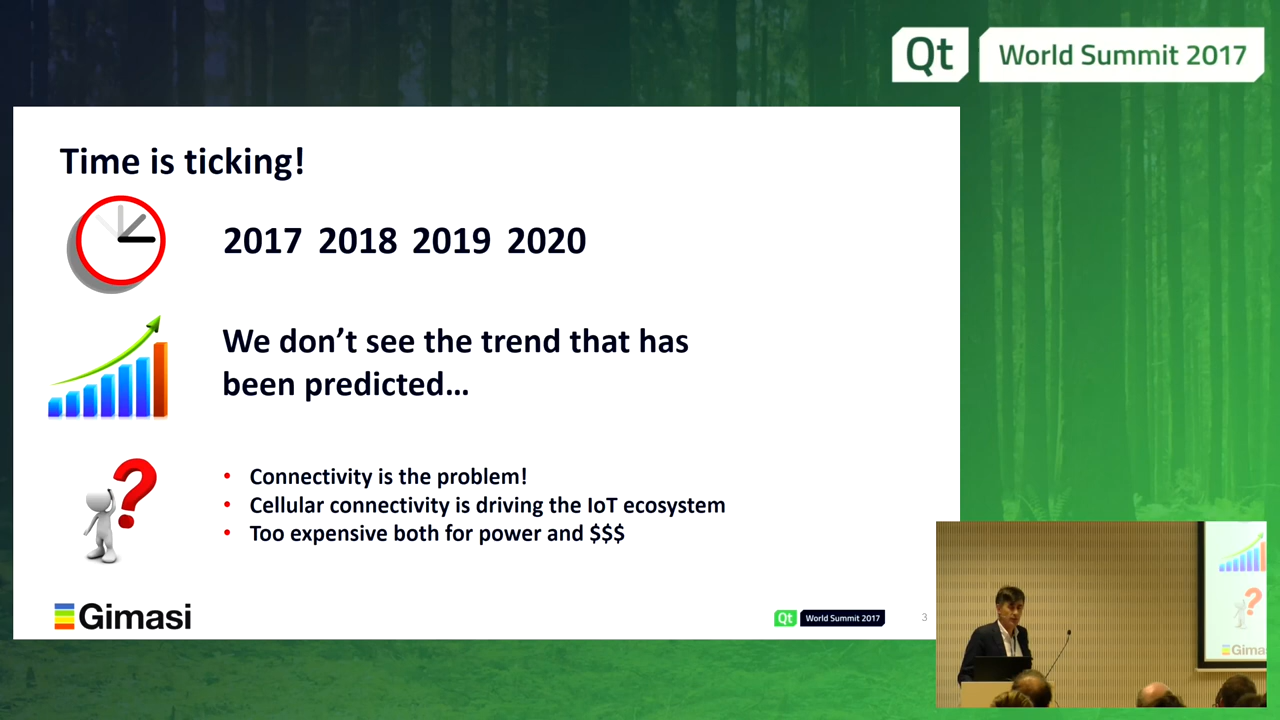 Qt World Summit 2017
Time is ticking!
2017 2018 2019 2020
We don’t see the trend that has
been predicted…
• Connectivity is the problem!
• Cellular connectivity is driving the IoT ecosystem
• Too expensive both for power and $$$
Gimasi
Qt World Summit 2017
3
Gimasi